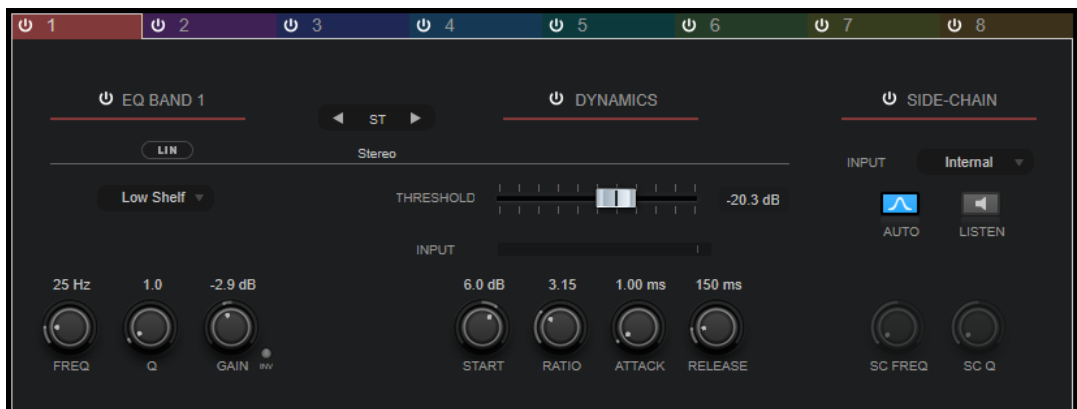 1 2 3 4 5 6 7 8
EQ BAND 1 DYNAMICS SIDE-CHAIN
ST
LIN Stereo
INPUT Internal
Low Shelf THRESHOLD -20.3 dB
AUTO LISTEN
INPUT
25 Hz 1.0 -2.9 dB 6.0 dB 3.15 1.00 ms 150 ms
FREQ Q GAIN INV START RATIO ATTACK RELEASE SC FREQ SC Q